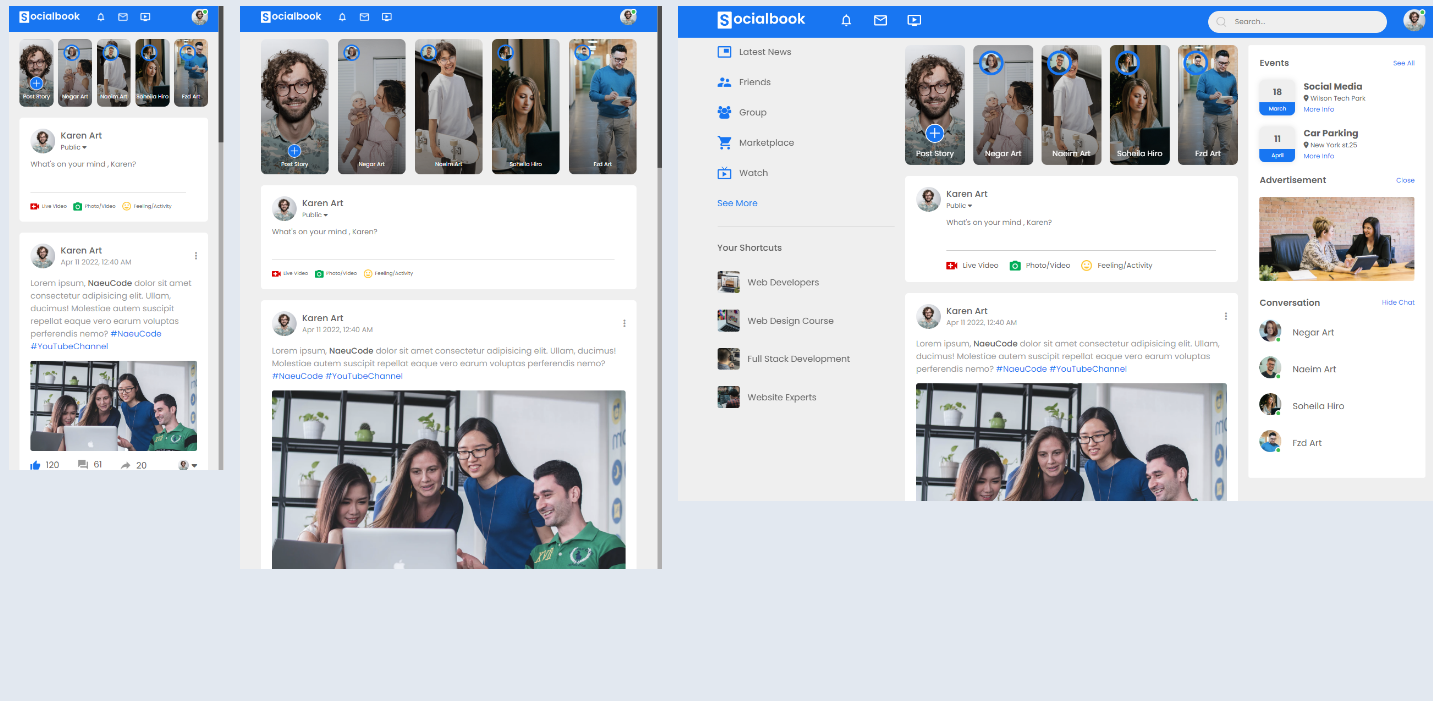 Socialbook
Post Story
Negar Art
Naeim Art
Soheila Hiro
Fzd Art
Karen Art
Public
What's on your mind , Karen?
Live Video
Photo/Video
Feeling/Activity
Karen Art
Apr 11 2022, 12:40 AM
Lorem ipsum, NaeuCode dolor sit amet
consectetur adipisicing elit. Ullam,
ducimus! Molestiae autem suscipit
repellat eaque vero earum voluptas
perferendis nemo? #NaeuCode
#YouTubeChannel
120
61
20
Socialbook
Post Story
Negar Art
Naeim Art
Soheila Hiro
Fzd Art
Karen Art
Public
What's on your mind , Karen?
Live Video
Photo/Video
Feeling/Activity
Karen Art
Apr 11 2022, 12:40 AM
Lorem ipsum, NaeuCode dolor sit amet consectetur adipisicing elit. Ullam, ducimus!
Molestiae autem suscipit repellat eaque vero earum voluptas perferendis nemo?
#NaeuCode #YouTubeChannel
Socialbook
Search...
Latest News
Friends
Group
Marketplace
Watch
See More
Your Shortcuts
Web Developers
Web Design Course
Full Stack Development
Website Experts
Post Story
Negar Art
Naeim Art
Soheila Hiro
Fzd Art
Karen Art
Public
What's on your mind , Karen?
Live Video
Photo/Video
Feeling/Activity
Karen Art
Apr 11 2022, 12:40 AM
Lorem ipsum, NaeuCode dolor sit amet consectetur adipisicing elit. Ullam,
ducimus! Molestiae autem suscipit repellat eaque vero earum voluptas
perferendis nemo? #NaeuCode #YouTubeChannel
Events
See All
18
March
Social Media
Wilson Tech Park
More Info
11
April
Car Parking
New York st.25
More Info
Advertisement
Close
Conversation
Hide Chat
Negar Art
Naeim Art
Soheila Hiro
Fzd Art